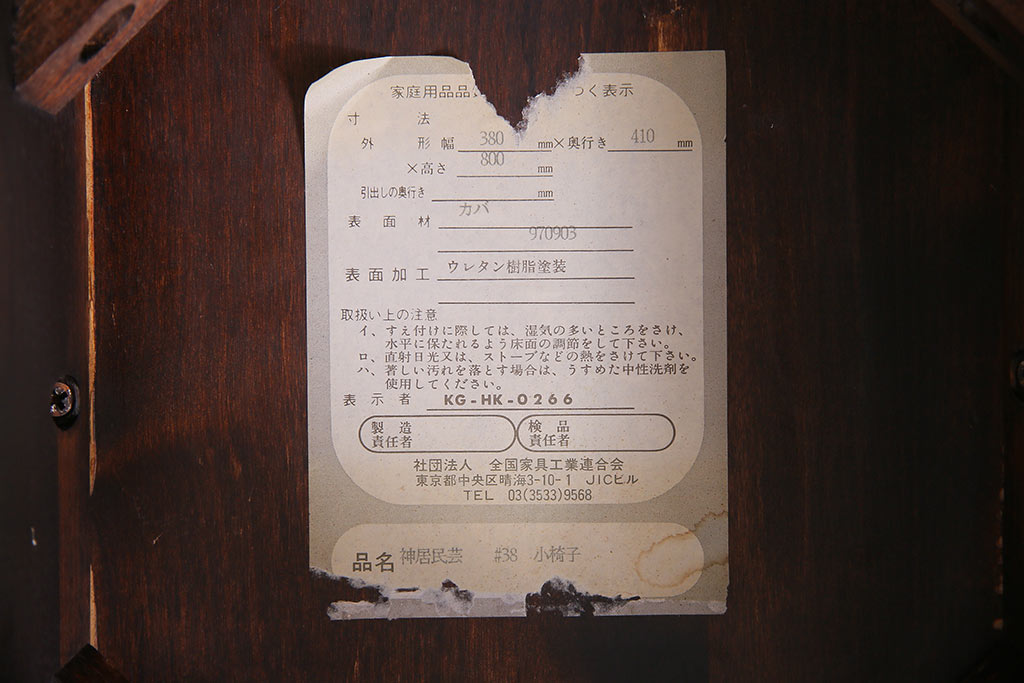 家庭用品品 づく表示
寸 法
外 形 幅 380 mm×奥行き 410 mm
×高さ 800 mm
引出しの奥行き mm
表 面 材 カバ
970903
表面加工 ウレタン樹脂塗装
取扱い上の注意
イ、すえ付けに際しては、湿気の多いところをさけ、
水平に保たれるよう床面の調節をして下さい。
ロ、直射日光又は、ストーブなどの熱をさけて下さい。
ハ、著しい汚れを落とす場合は、うすめた中性洗剤を
使用してください。
表 示 者 KG-HK-0266
製 造 責任者
検 品 責任者
社団法人 全国家具工業連合会
東京都中央区晴海3-10-1 JICビル
TEL 03(3533)9568
品名 神居民芸 #38 小椅子